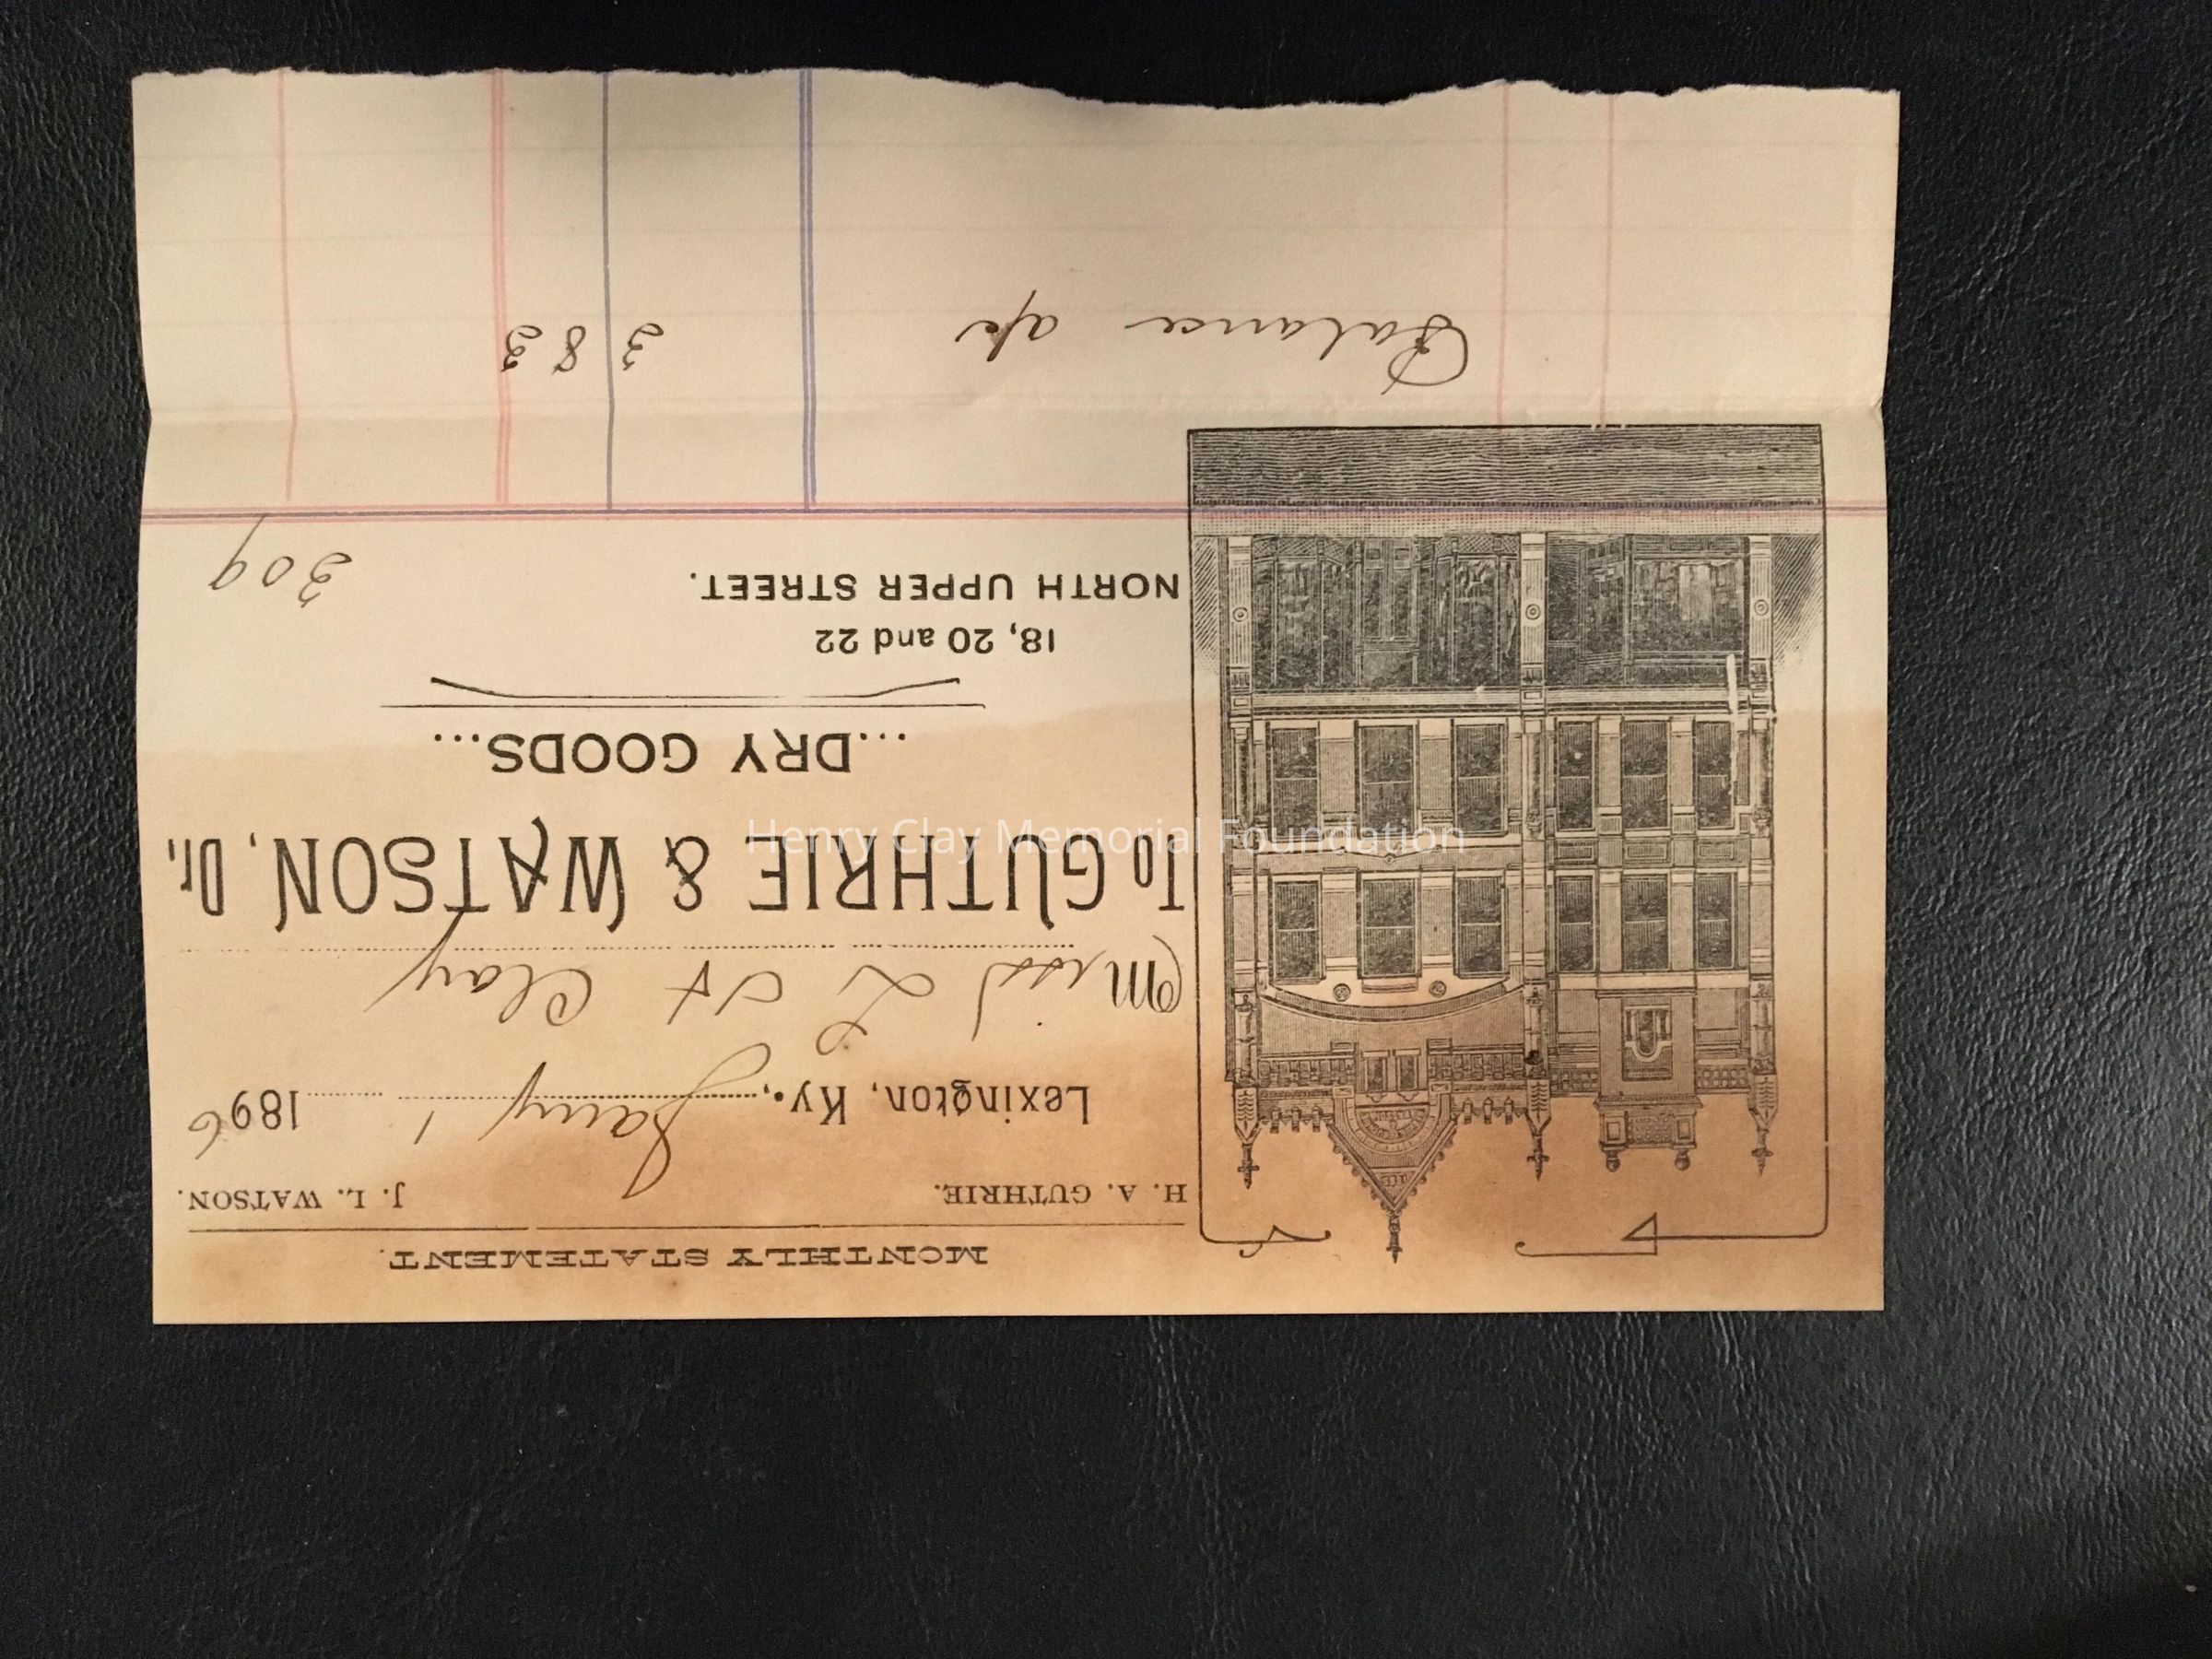 MONTHLY STATEMENT.
H. A. GUTHRIE. J. L. WATSON.
Lexington, Ky., Jany 1 1896
Miss L H Clay
To GUTHRIE & WATSON, Dr.
...DRY GOODS...
18, 20 and 22
NORTH UPPER STREET.
309
Balance a/c 3 83
Henry Clay Memorial Foundation